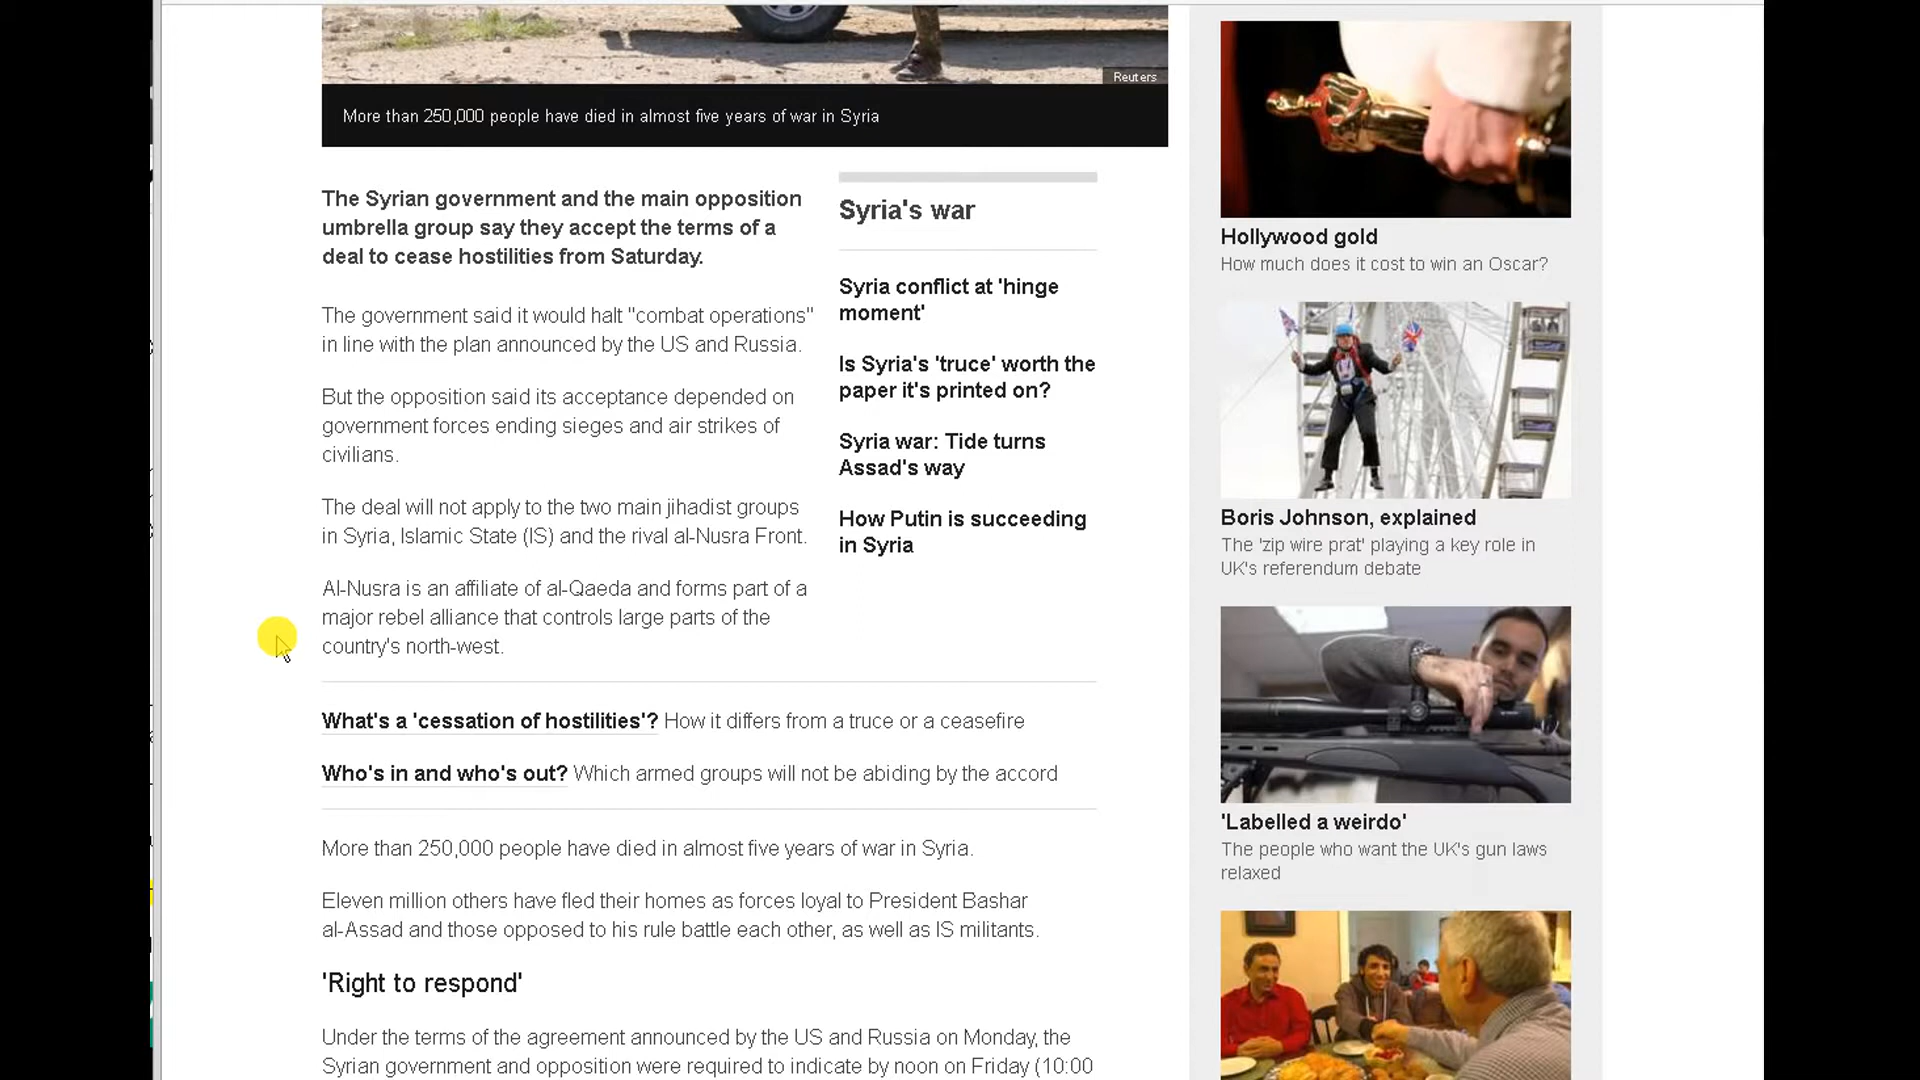 Reuters
More than 250,000 people have died in almost five years of war in Syria
The Syrian government and the main opposition
umbrella group say they accept the terms of a
deal to cease hostilities from Saturday.
The government said it would halt "combat operations"
in line with the plan announced by the US and Russia.
But the opposition said its acceptance depended on
government forces ending sieges and air strikes of
civilians.
The deal will not apply to the two main jihadist groups
in Syria, Islamic State (IS) and the rival al-Nusra Front.
Al-Nusra is an affiliate of al-Qaeda and forms part of a
major rebel alliance that controls large parts of the
country's north-west.
Syria's war
Syria conflict at 'hinge
moment'
Is Syria's 'truce' worth the
paper it's printed on?
Syria war: Tide turns
Assad's way
How Putin is succeeding
in Syria
What's a 'cessation of hostilities'? How it differs from a truce or a ceasefire
Who's in and who's out? Which armed groups will not be abiding by the accord
More than 250,000 people have died in almost five years of war in Syria.
Eleven million others have fled their homes as forces loyal to President Bashar
al-Assad and those opposed to his rule battle each other, as well as IS militants.
'Right to respond'
Under the terms of the agreement announced by the US and Russia on Monday, the
Syrian government and opposition were required to indicate by noon on Friday (10:00
Hollywood gold
How much does it cost to win an Oscar?
Boris Johnson, explained
The 'zip wire prat' playing a key role in
UK's referendum debate
'Labelled a weirdo'
The people who want the UK's gun laws
relaxed